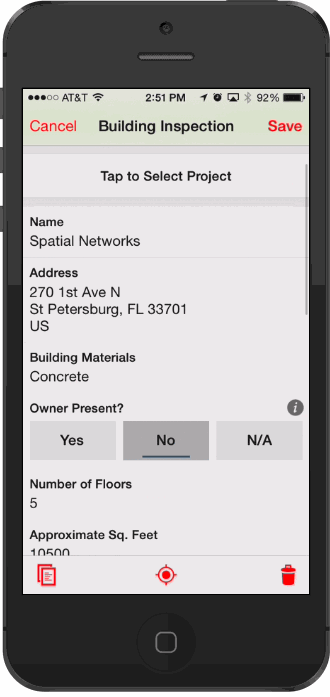 AT&T 2:51 PM 92%
Cancel Building Inspection Save
Tap to Select Project
Name
Spatial Networks
Address
270 1st Ave N
St Petersburg, FL 33701
US
Building Materials
Concrete
Owner Present? i
Yes No N/A
Number of Floors
5
Approximate Sq. Feet
10500